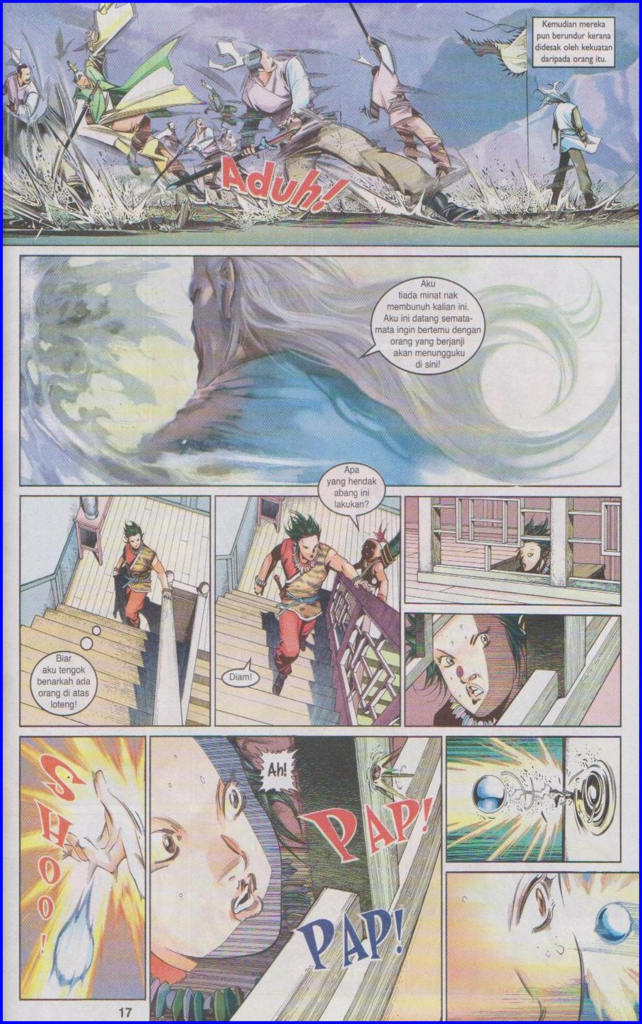 Kemudian mereka
pun berundur kerana
didesak oleh kekuatan
daripada orang itu.
Aduh!
Aku
tiada minat nak
membunuh kalian ini.
Aku ini datang semata-
mata ingin bertemu dengan
orang yang berjanji
akan menungguku
di sini!
Biar
aku tengok
benarkah ada
orang di atas
loteng!
Apa
yang hendak
abang ini
lakukan?
Diam!
SHOO!
Ah!
PAP!
PAP!
17